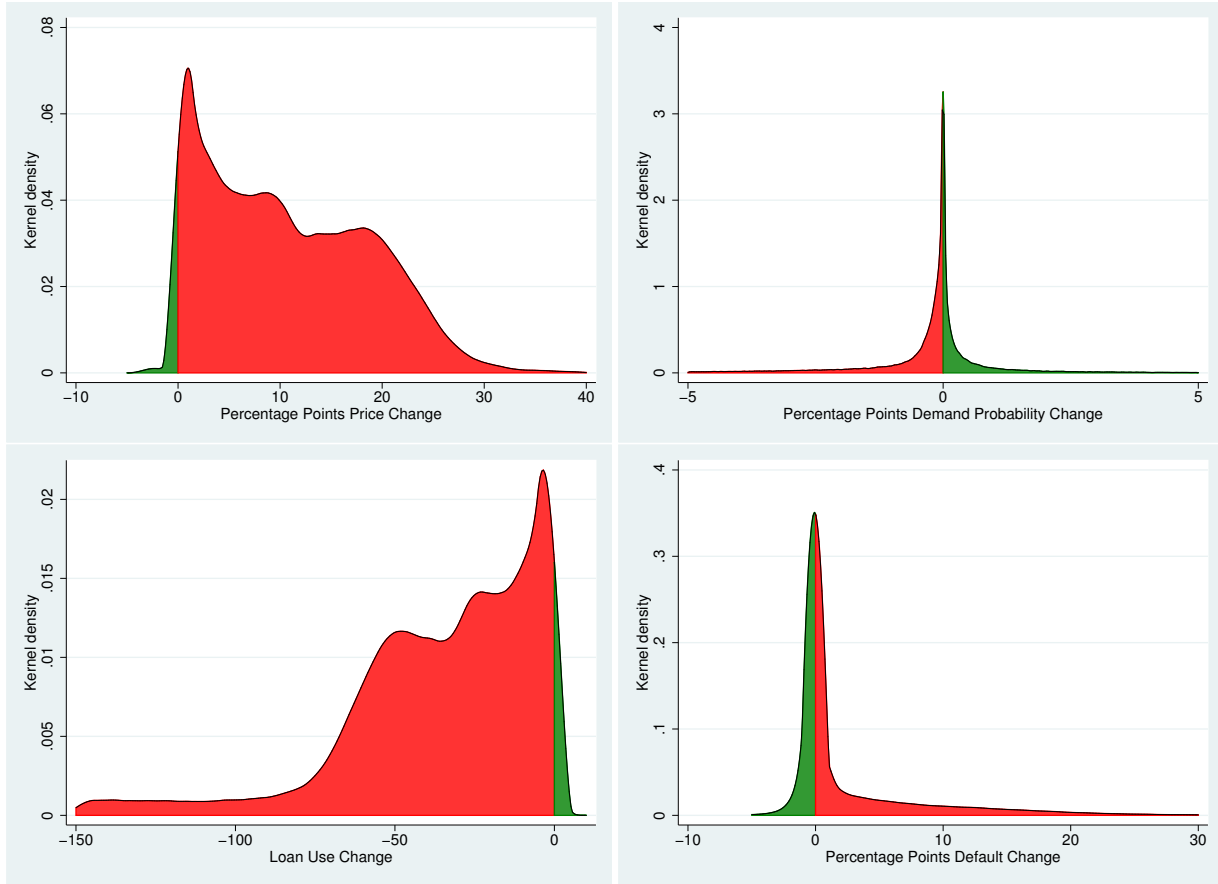 .08
.06
.04
.02
0
Kernel density
−10 0 10 20 30 40
Percentage Points Price Change
4
3
2
1
0
Kernel density
−5 0 5
Percentage Points Demand Probability Change
.02
.015
.01
.005
0
Kernel density
−150 −100 −50 0
Loan Use Change
.4
.3
.2
.1
0
Kernel density
−10 0 10 20 30
Percentage Points Default Change